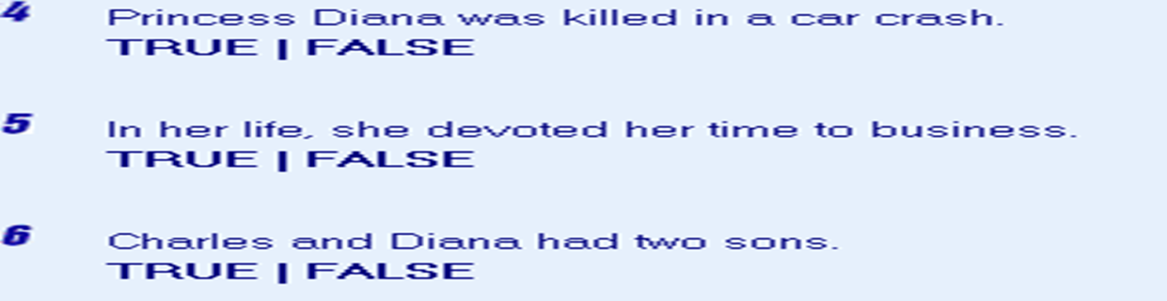 4 Princess Diana was killed in a car crash.
TRUE | FALSE
5 In her life, she devoted her time to business.
TRUE | FALSE
6 Charles and Diana had two sons.
TRUE | FALSE